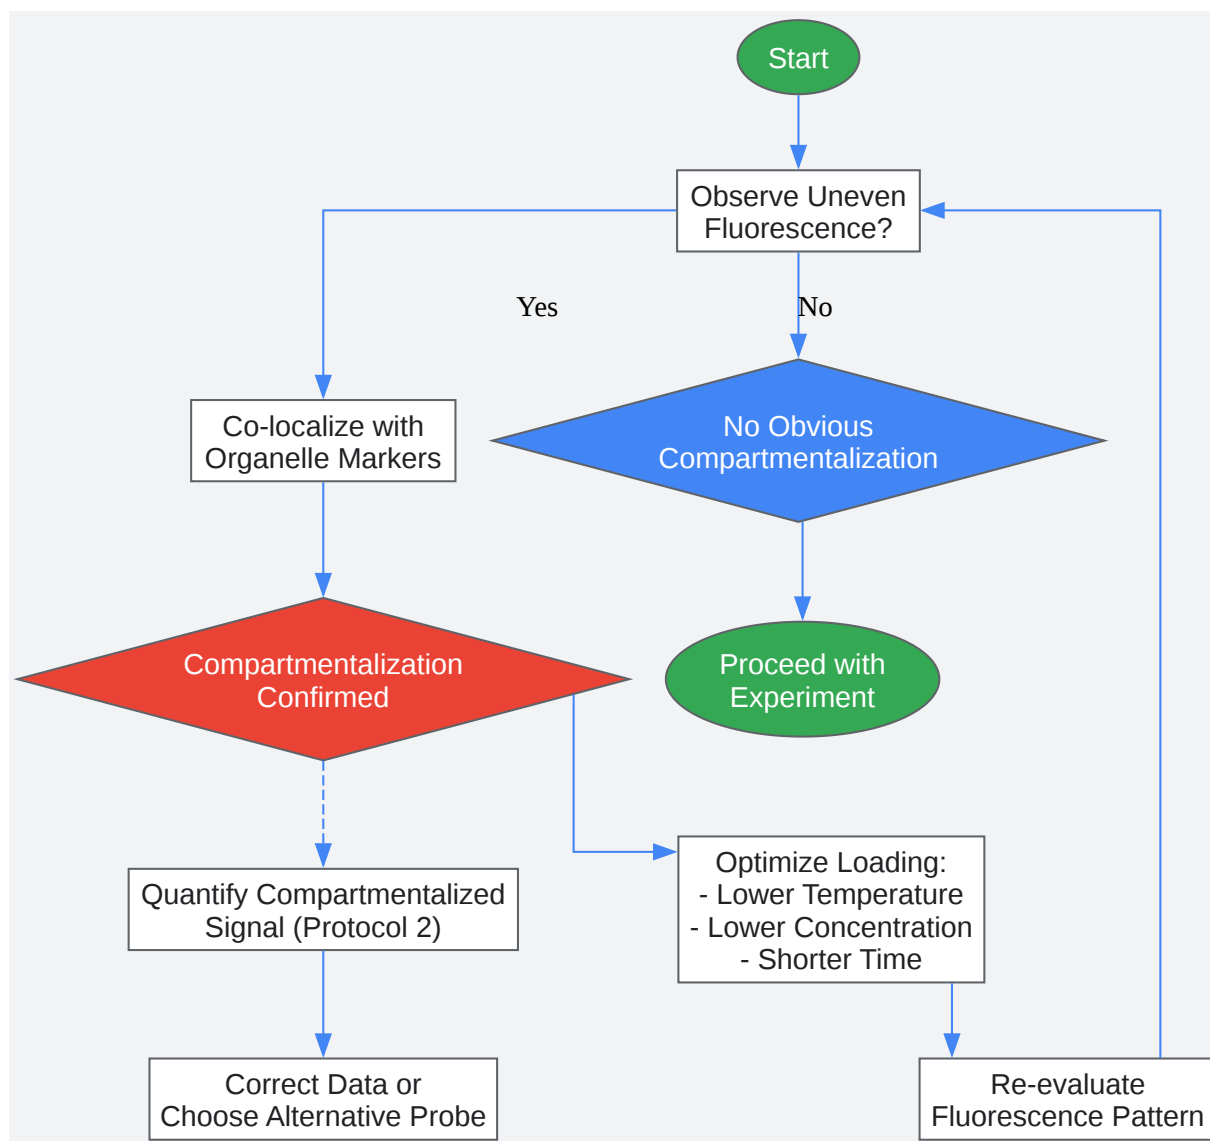 Start
Observe Uneven
Fluorescence?
Yes
No
Co-localize with
Organelle Markers
No Obvious
Compartmentalization
Compartmentalization
Confirmed
Proceed with
Experiment
Quantify Compartmentalized
Signal (Protocol 2)
Optimize Loading:
- Lower Temperature
- Lower Concentration
- Shorter Time
Correct Data or
Choose Alternative Probe
Re-evaluate
Fluorescence Pattern